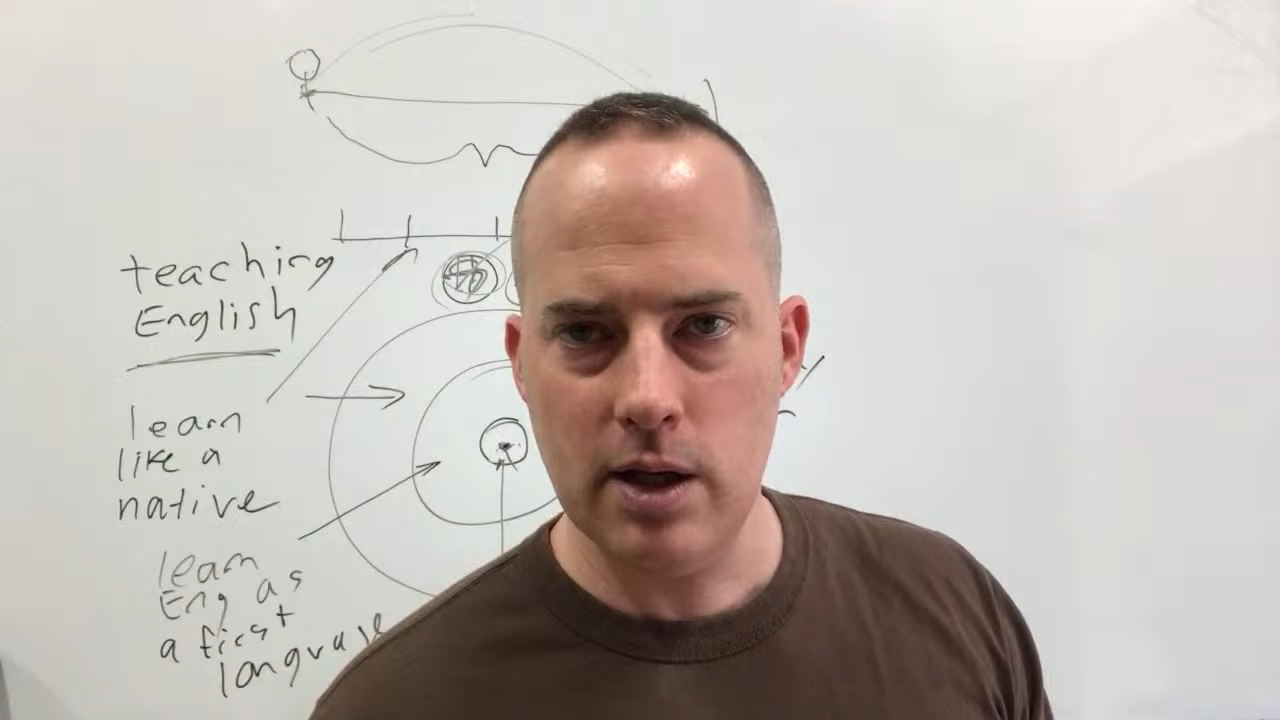 teaching
English
learn
like a
native
learn
Eng as
a first
language